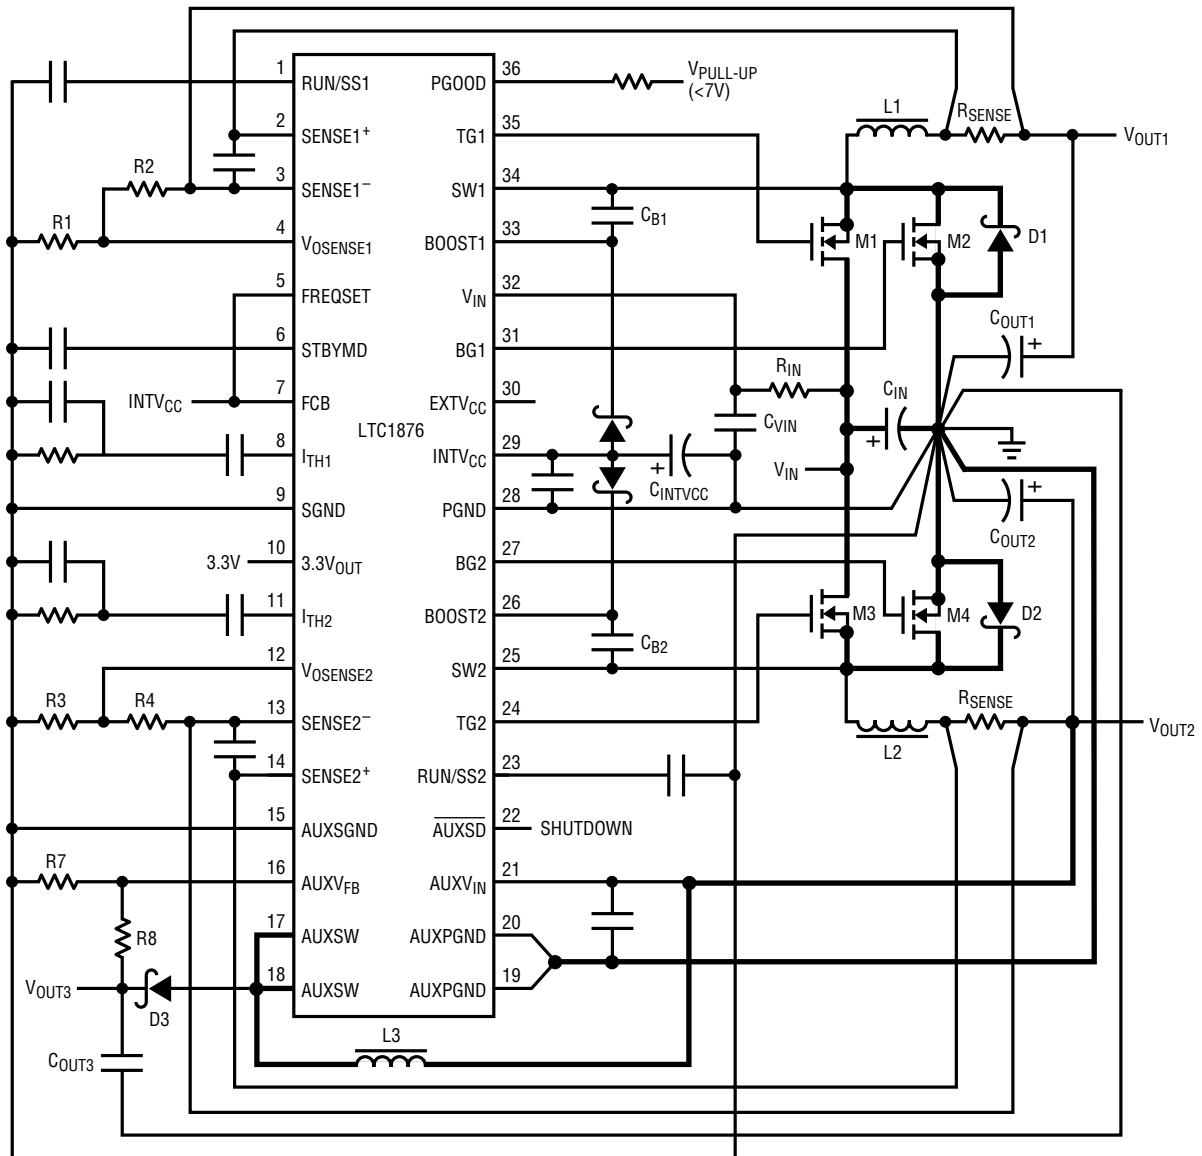 1 RUN/SS1
2 SENSE1+
3 SENSE1−
4 VOSENSE1
5 FREQSET
6 STBYMD
7 FCB
8 ITH1
9 SGND
10 3.3VOUT
11 ITH2
12 VOSENSE2
13 SENSE2−
14 SENSE2+
15 AUXSGND
16 AUXVFB
17 AUXSW
18 AUXSW
LTC1876
PGOOD 36
TG1 35
SW1 34
BOOST1 33
VIN 32
BG1 31
EXTVCC 30
INTVCC 29
PGND 28
BG2 27
BOOST2 26
SW2 25
TG2 24
RUN/SS2 23
AUXSD 22
AUXVIN 21
AUXPGND 20
AUXPGND 19
R2
R1
INTVCC
3.3V
R3
R4
R7
R8
VOUT3
D3
COUT3
L3
VPULL-UP
(<7V)
L1
RSENSE
VOUT1
CB1
M1
M2
D1
COUT1
+
RIN
CIN
+
CVIN
+
CINTVCC
VIN
+
COUT2
M3
M4
D2
CB2
RSENSE
VOUT2
L2
SHUTDOWN